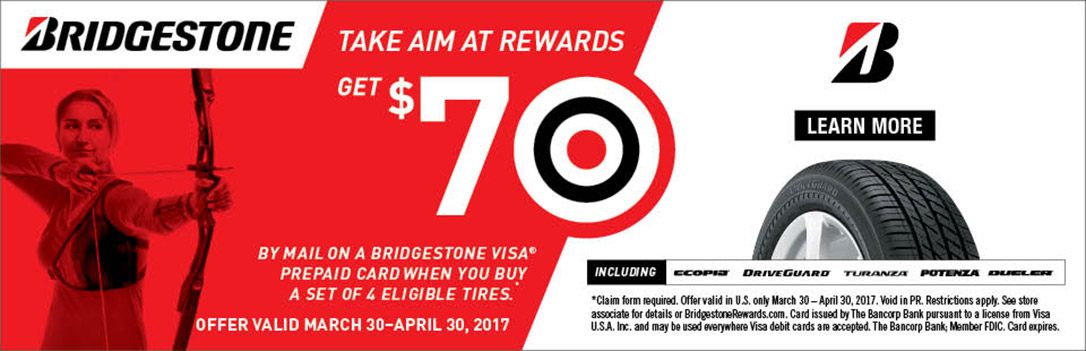 BRIDGESTONE
TAKE AIM AT REWARDS
GET $70
BY MAIL ON A BRIDGESTONE VISA®
PREPAID CARD WHEN YOU BUY
A SET OF 4 ELIGIBLE TIRES.*
OFFER VALID MARCH 30–APRIL 30, 2017
B
LEARN MORE
DRIVEGUARD
INCLUDING ECOPIA DRIVEGUARD TURANZA POTENZA DUELER
*Claim form required. Offer valid in U.S. only March 30 – April 30, 2017. Void in PR. Restrictions apply. See store
associate for details or BridgestoneRewards.com. Card issued by The Bancorp Bank pursuant to a license from Visa
U.S.A. Inc. and may be used everywhere Visa debit cards are accepted. The Bancorp Bank; Member FDIC. Card expires.